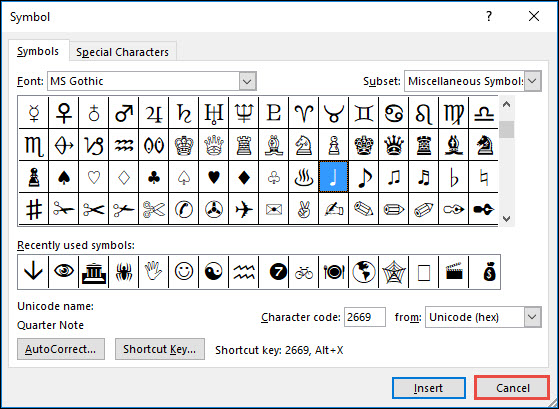 Symbol
? ×
Symbols Special Characters
Font: MS Gothic Subset: Miscellaneous Symbols
☿ ♀ ♁ ♂ ♃ ♄ ♅ ♆ ♇ ♈ ♉ ♊ ♋ ♌ ♍ ♎
♏ ♐ ♑ ♒ ♓ ♔ ♕ ♖ ♗ ♘ ♙ ♚ ♛ ♜ ♝ ♞
♟ ♠ ♡ ♢ ♣ ♤ ♥ ♦ ♧ ♨ ♩ ♪ ♫ ♬ ♭ ♮
♯ ✁ ✂ ✃ ✄ ✆ ✇ ✈ ✉ ✌ ✍ ✎ ✏ ✐ ✑ ✒
Recently used symbols:
Unicode name:
Quarter Note
Character code: 2669 from: Unicode (hex)
AutoCorrect... Shortcut Key... Shortcut key: 2669, Alt+X
Insert Cancel